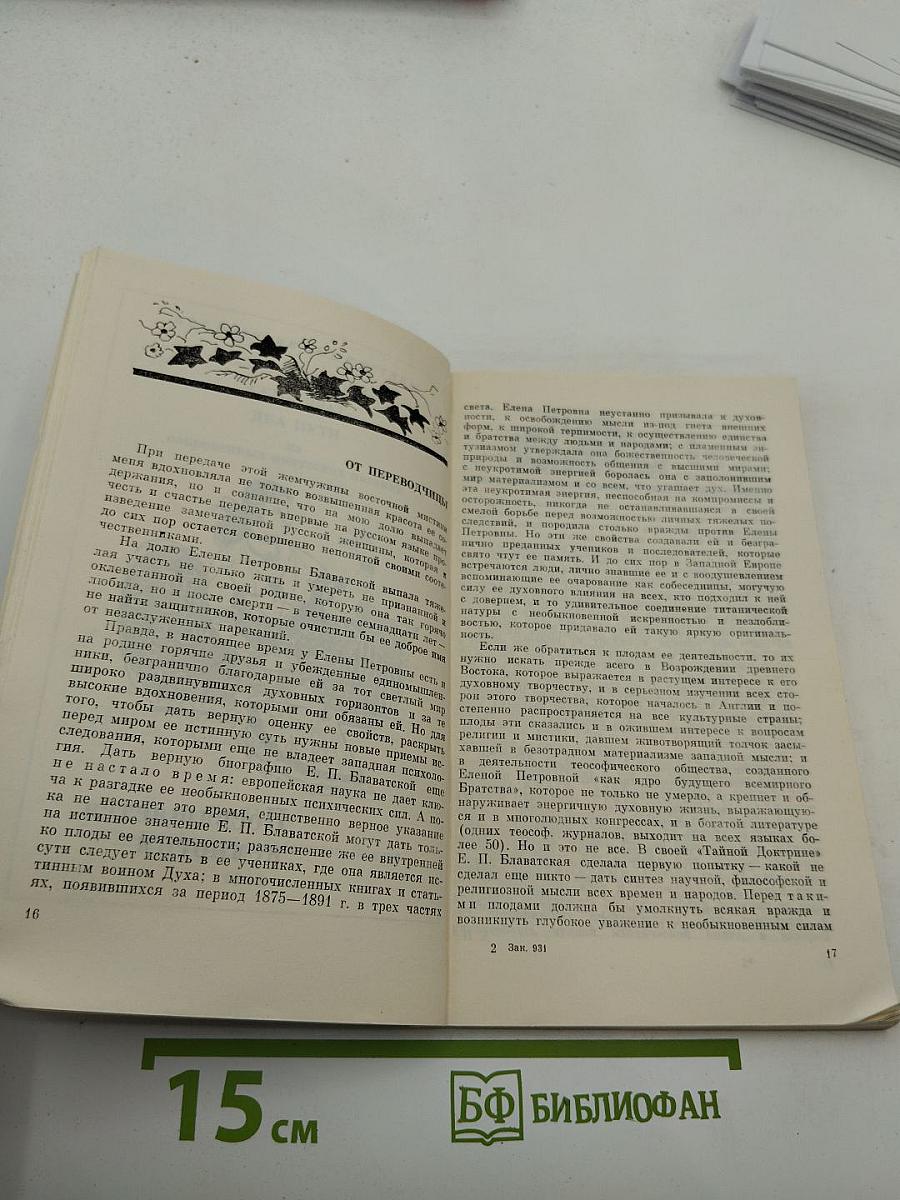 ОТ ПЕРЕВОДЧИЦЫ
При передаче этой жемчужины восточной мистики
меня вдохновляла не только возвышенная красота ее со-
держания, но и сознание, что на мою долю выпадает
честь и счастье передать впервые на русском языке про-
изведение замечательной русской женщины, которая и
до сих пор остается совершенно непонятой своими сооте-
чественниками.
На долю Елены Петровны Блаватской выпала тяже-
лая участь не только жить и умереть не признанной и
оклеветанной на своей родине, которую она так горячо
любила, но и после смерти — в течение семнадцати лет —
не найти защитников, которые очистили бы ее доброе имя
от незаслуженных нареканий.
Правда, в настоящее время у Елены Петровны есть и
на родине горячие друзья и убежденные единомышлен-
ники, безгранично благодарные ей за тот светлый мир
широко раздвинувшихся духовных горизонтов и за те
высокие вдохновения, которыми они обязаны ей. Но для
того, чтобы дать верную оценку ее свойств, раскрыть
перед миром ее истинную суть нужны новые приемы ис-
следования, которыми еще не владеет западная психоло-
гия. Дать верную биографию Е. П. Блаватской еще
не настало время: европейская наука не дает клю-
ча к разгадке ее необыкновенных психических сил. А по-
ка не настанет это время, единственно верное указание
на истинное значение Е. П. Блаватской могут дать толь-
ко плоды ее деятельности; разъяснение же ее внутренней
сути следует искать в ее учениках, где она является ис-
тинным воином Духа; в многочисленных книгах и стать-
ях, появившихся за период 1875—1891 г. в трех частях
16
света. Елена Петровна неустанно призывала к духов-
ности, к освобождению мысли из-под гнета внешних
форм, к широкой терпимости, к осуществлению единства
и братства между людьми и народами; с пламенным эн-
тузиазмом утверждала она божественность человеческой
природы и возможность общения с высшими мирами;
с неукротимой энергией боролась она с заполонившим
мир материализмом и со всем, что угашает дух. Именно
эта неукротимая энергия, неспособная на компромиссы и
осторожность, никогда не останавливавшаяся в своей
смелой борьбе перед возможностью личных тяжелых по-
следствий, и породила столько вражды против Елены
Петровны. Но эти же свойства создавали ей и безгра-
нично преданных учеников и последователей, которые
свято чтут ее память. И до сих пор в Западной Европе
встречаются люди, лично знавшие ее и с воодушевлением
вспоминающие ее очарование как собеседницы, могучую
силу ее духовного влияния на всех, кто подходил к ней
с доверием, и то удивительное соединение титанической
натуры с необыкновенной искренностью и незлоби-
востью, которое придавало ей такую яркую оригиналь-
ность.
Если же обратиться к плодам ее деятельности, то их
нужно искать прежде всего в Возрождении древнего
Востока, которое выражается в растущем интересе к его
духовному творчеству, и в серьезном изучении всех сто-
рон этого творчества, которое началось в Англии и по-
степенно распространяется на все культурные страны;
плоды эти сказались и в ожившем интересе к вопросам
религии и мистики, давшем животворящий толчок засы-
хавшей в безотрадном материализме западной мысли; и
в деятельности теософического общества, созданного
Еленой Петровной «как ядро будущего всемирного
Братства», которое не только не умерло, а крепнет и об-
наруживает энергичную духовную жизнь, выражающую-
ся и в многолюдных конгрессах, и в богатой литературе
(одних теософ. журналов, выходит на всех языках бо-
лее 50). Но и это не все. В своей «Тайной Доктрине»
Е. П. Блаватская сделала первую попытку — какой не
сделал еще никто — дать синтез научной, философской и
религиозной мысли всех времен и народов. Перед таки-
ми плодами должна бы умолкнуть всякая вражда и
возникнуть глубокое уважение к необыкновенным силам
2 Зак. 931
17
15 см
БФ БИБЛИОФАН